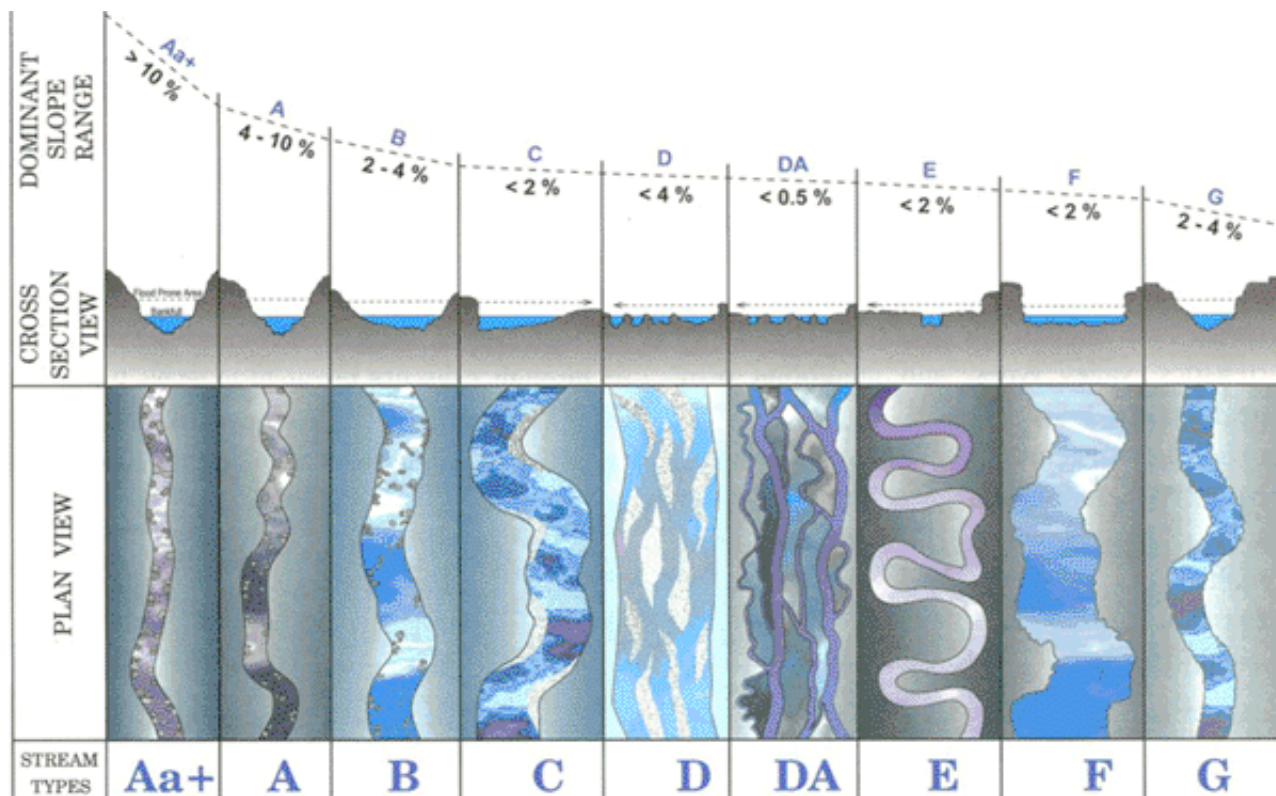 DOMINANT
SLOPE
RANGE
Aa+
> 10 %
A
4 - 10 %
B
2 - 4 %
C
< 2 %
D
< 4 %
DA
< 0.5 %
E
< 2 %
F
< 2 %
G
2 - 4 %
CROSS
SECTION
VIEW
Flood Prone Area
Bankfull
PLAN VIEW
STREAM
TYPES
Aa+ A B C D DA E F G